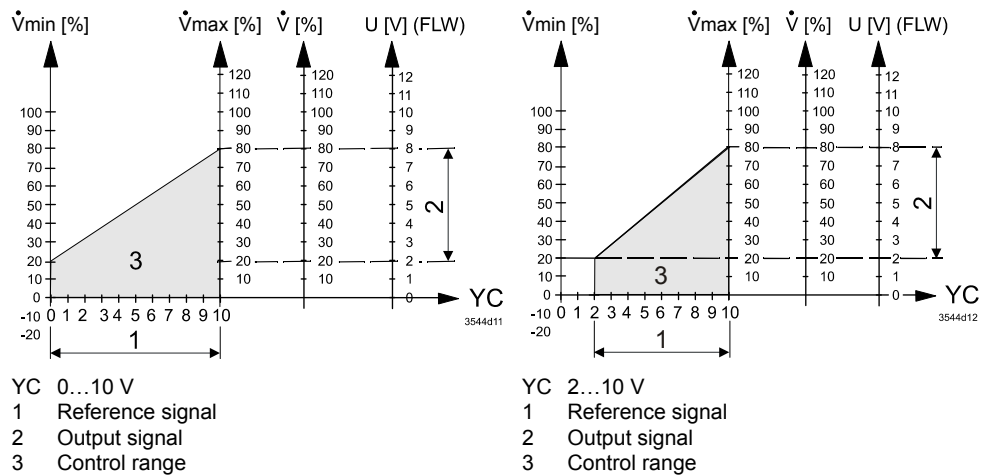 V̇min [%] V̇max [%] V̇ [%] U [V] (FLW)
120 120 12
110 110 11
100 100 100 10
90 90 90 9
80 80 80 8
70 70 70 7
60 60 60 6
50 50 50 5
40 40 40 4
30 30 30 3
20 20 20 2
10 10 10 1
0 0
-10 0 1 2 3 4 5 6 7 8 9 10
-20
3
2
YC
3544d11
1
YC 0…10 V
1 Reference signal
2 Output signal
3 Control range
V̇min [%] V̇max [%] V̇ [%] U [V] (FLW)
120 120 12
110 110 11
100 100 100 10
90 90 90 9
80 80 80 8
70 70 70 7
60 60 60 6
50 50 50 5
40 40 40 4
30 30 30 3
20 20 20 2
10 10 10 1
0 0
-10 0 1 2 3 4 5 6 7 8 9 10
-20
3
2
YC
3544d12
1
YC 2…10 V
1 Reference signal
2 Output signal
3 Control range